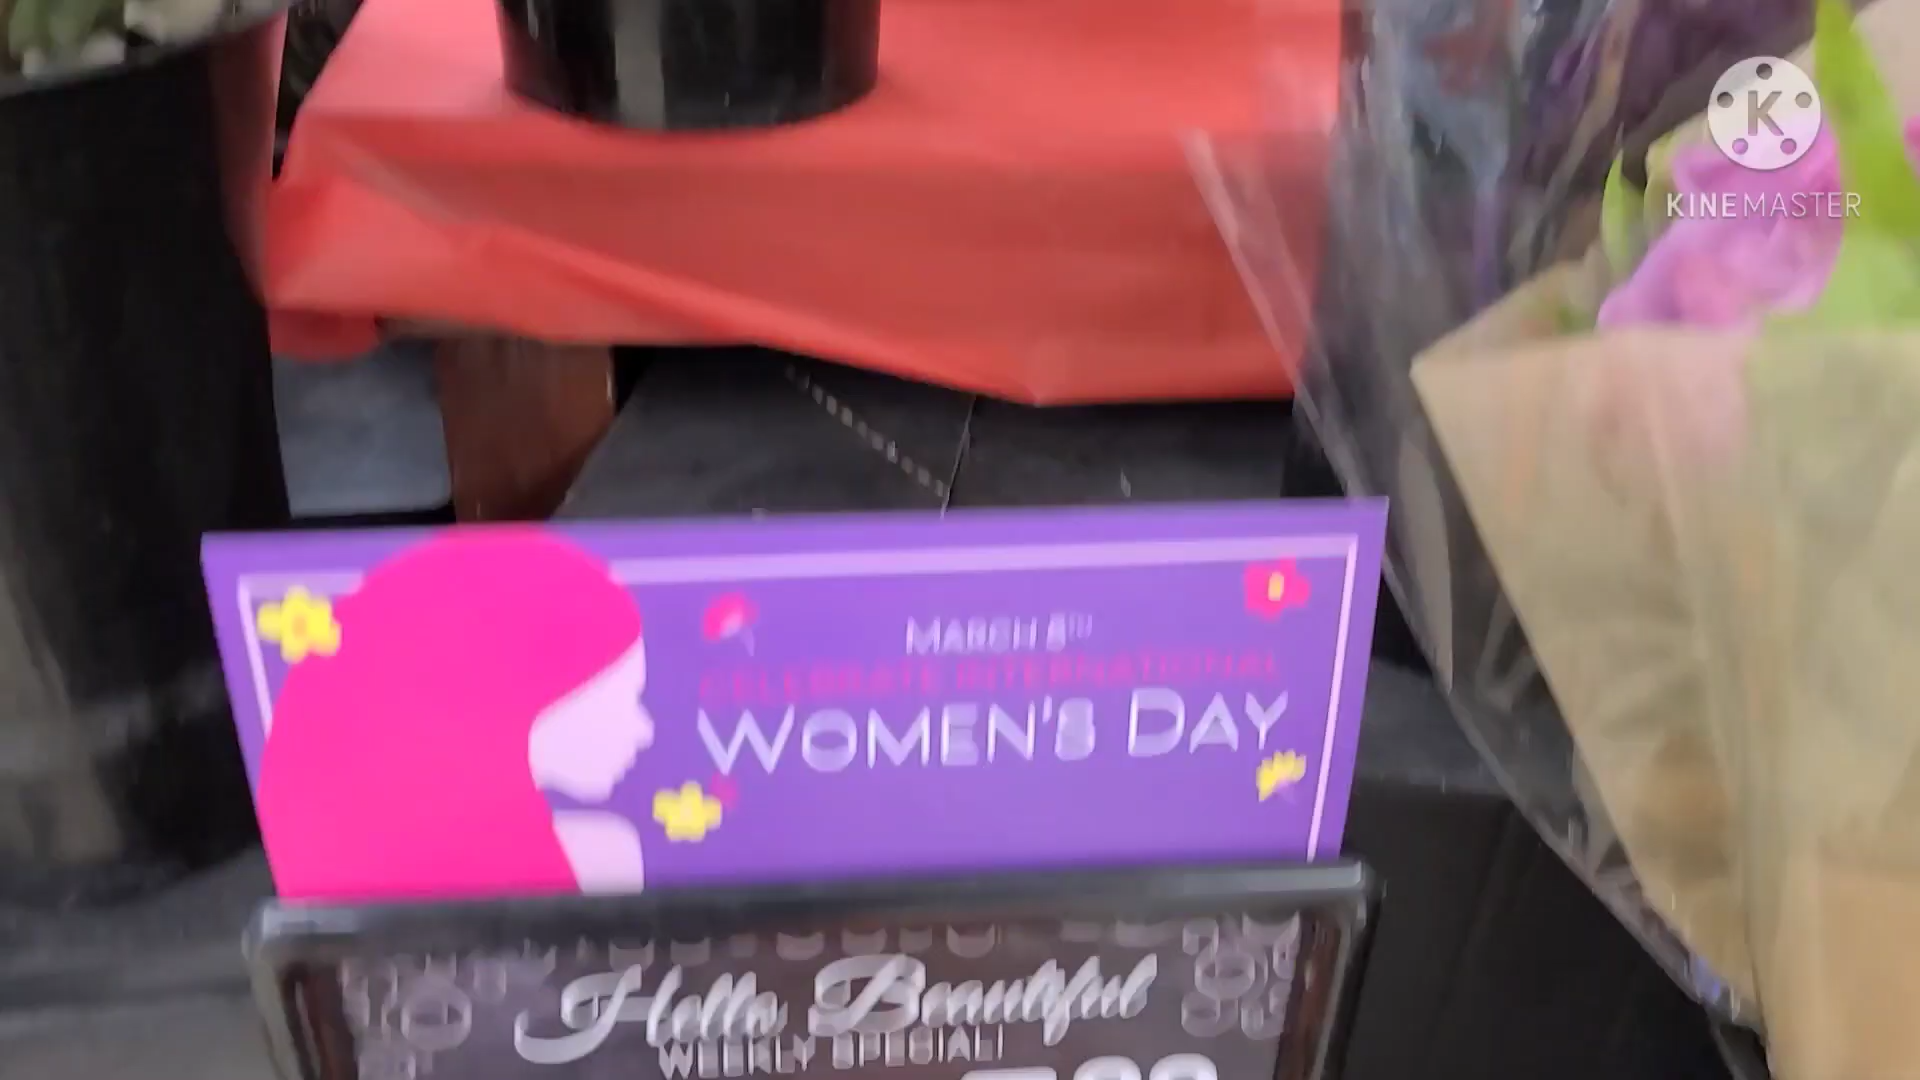 K
KINEMASTER
MARCH 8TH
CELEBRATE INTERNATIONAL
WOMEN'S DAY
Hello Beautiful
WEEKLY SPECIAL!